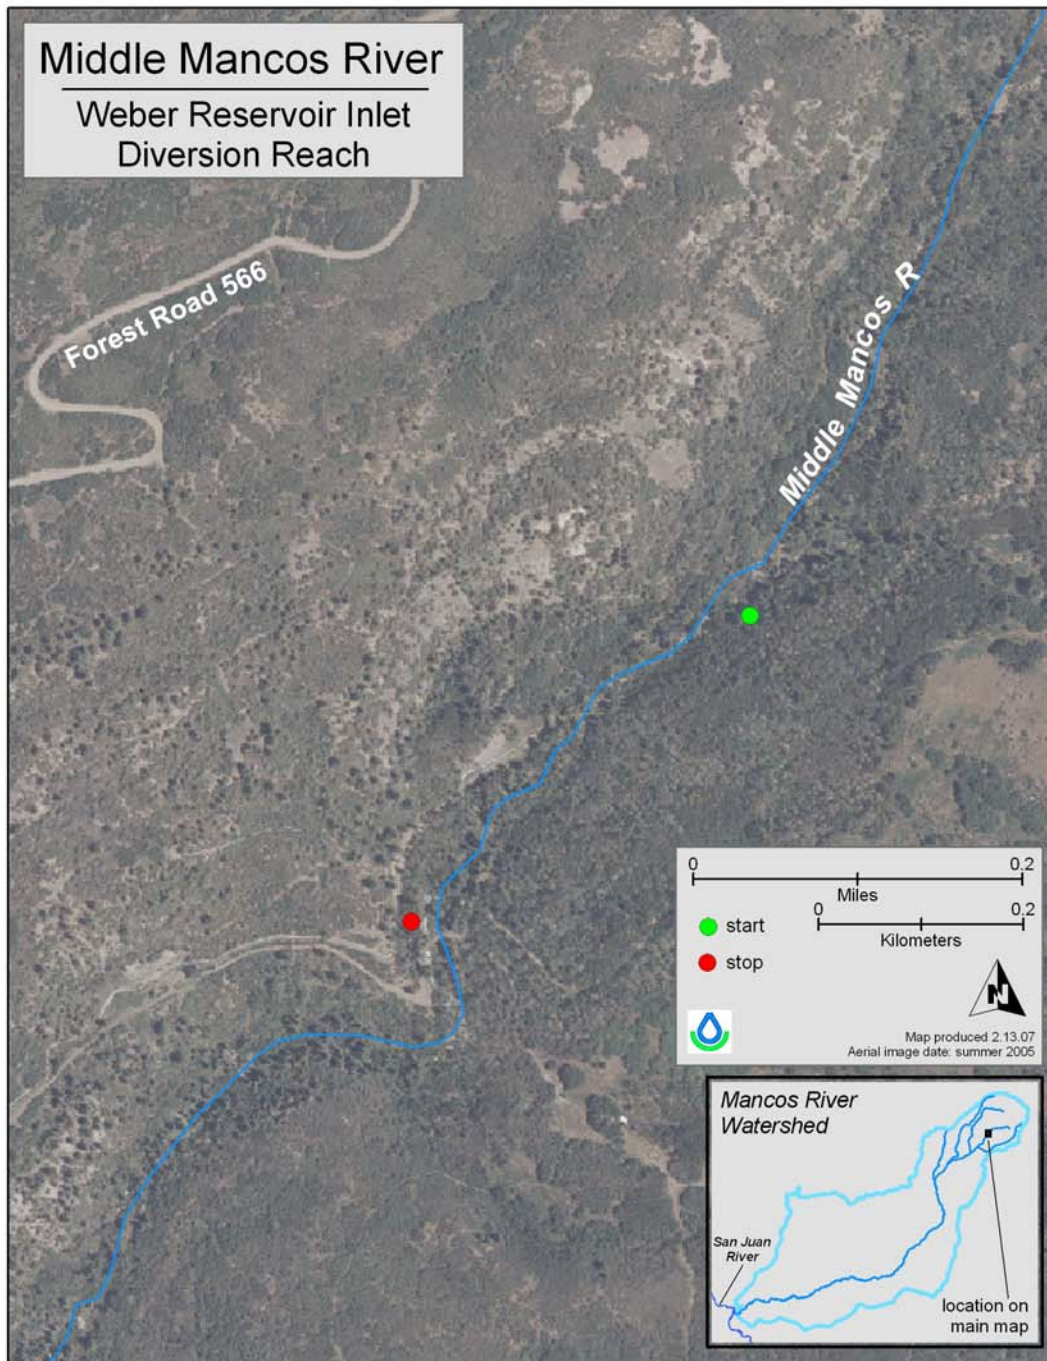 Middle Mancos River
Weber Reservoir Inlet
Diversion Reach
Forest Road 566
Middle Mancos R
0 0.2
Miles
0 0.2
Kilometers
start
stop
N
Map produced 2.13.07
Aerial image date: summer 2005
Mancos River
Watershed
San Juan
River
location on
main map